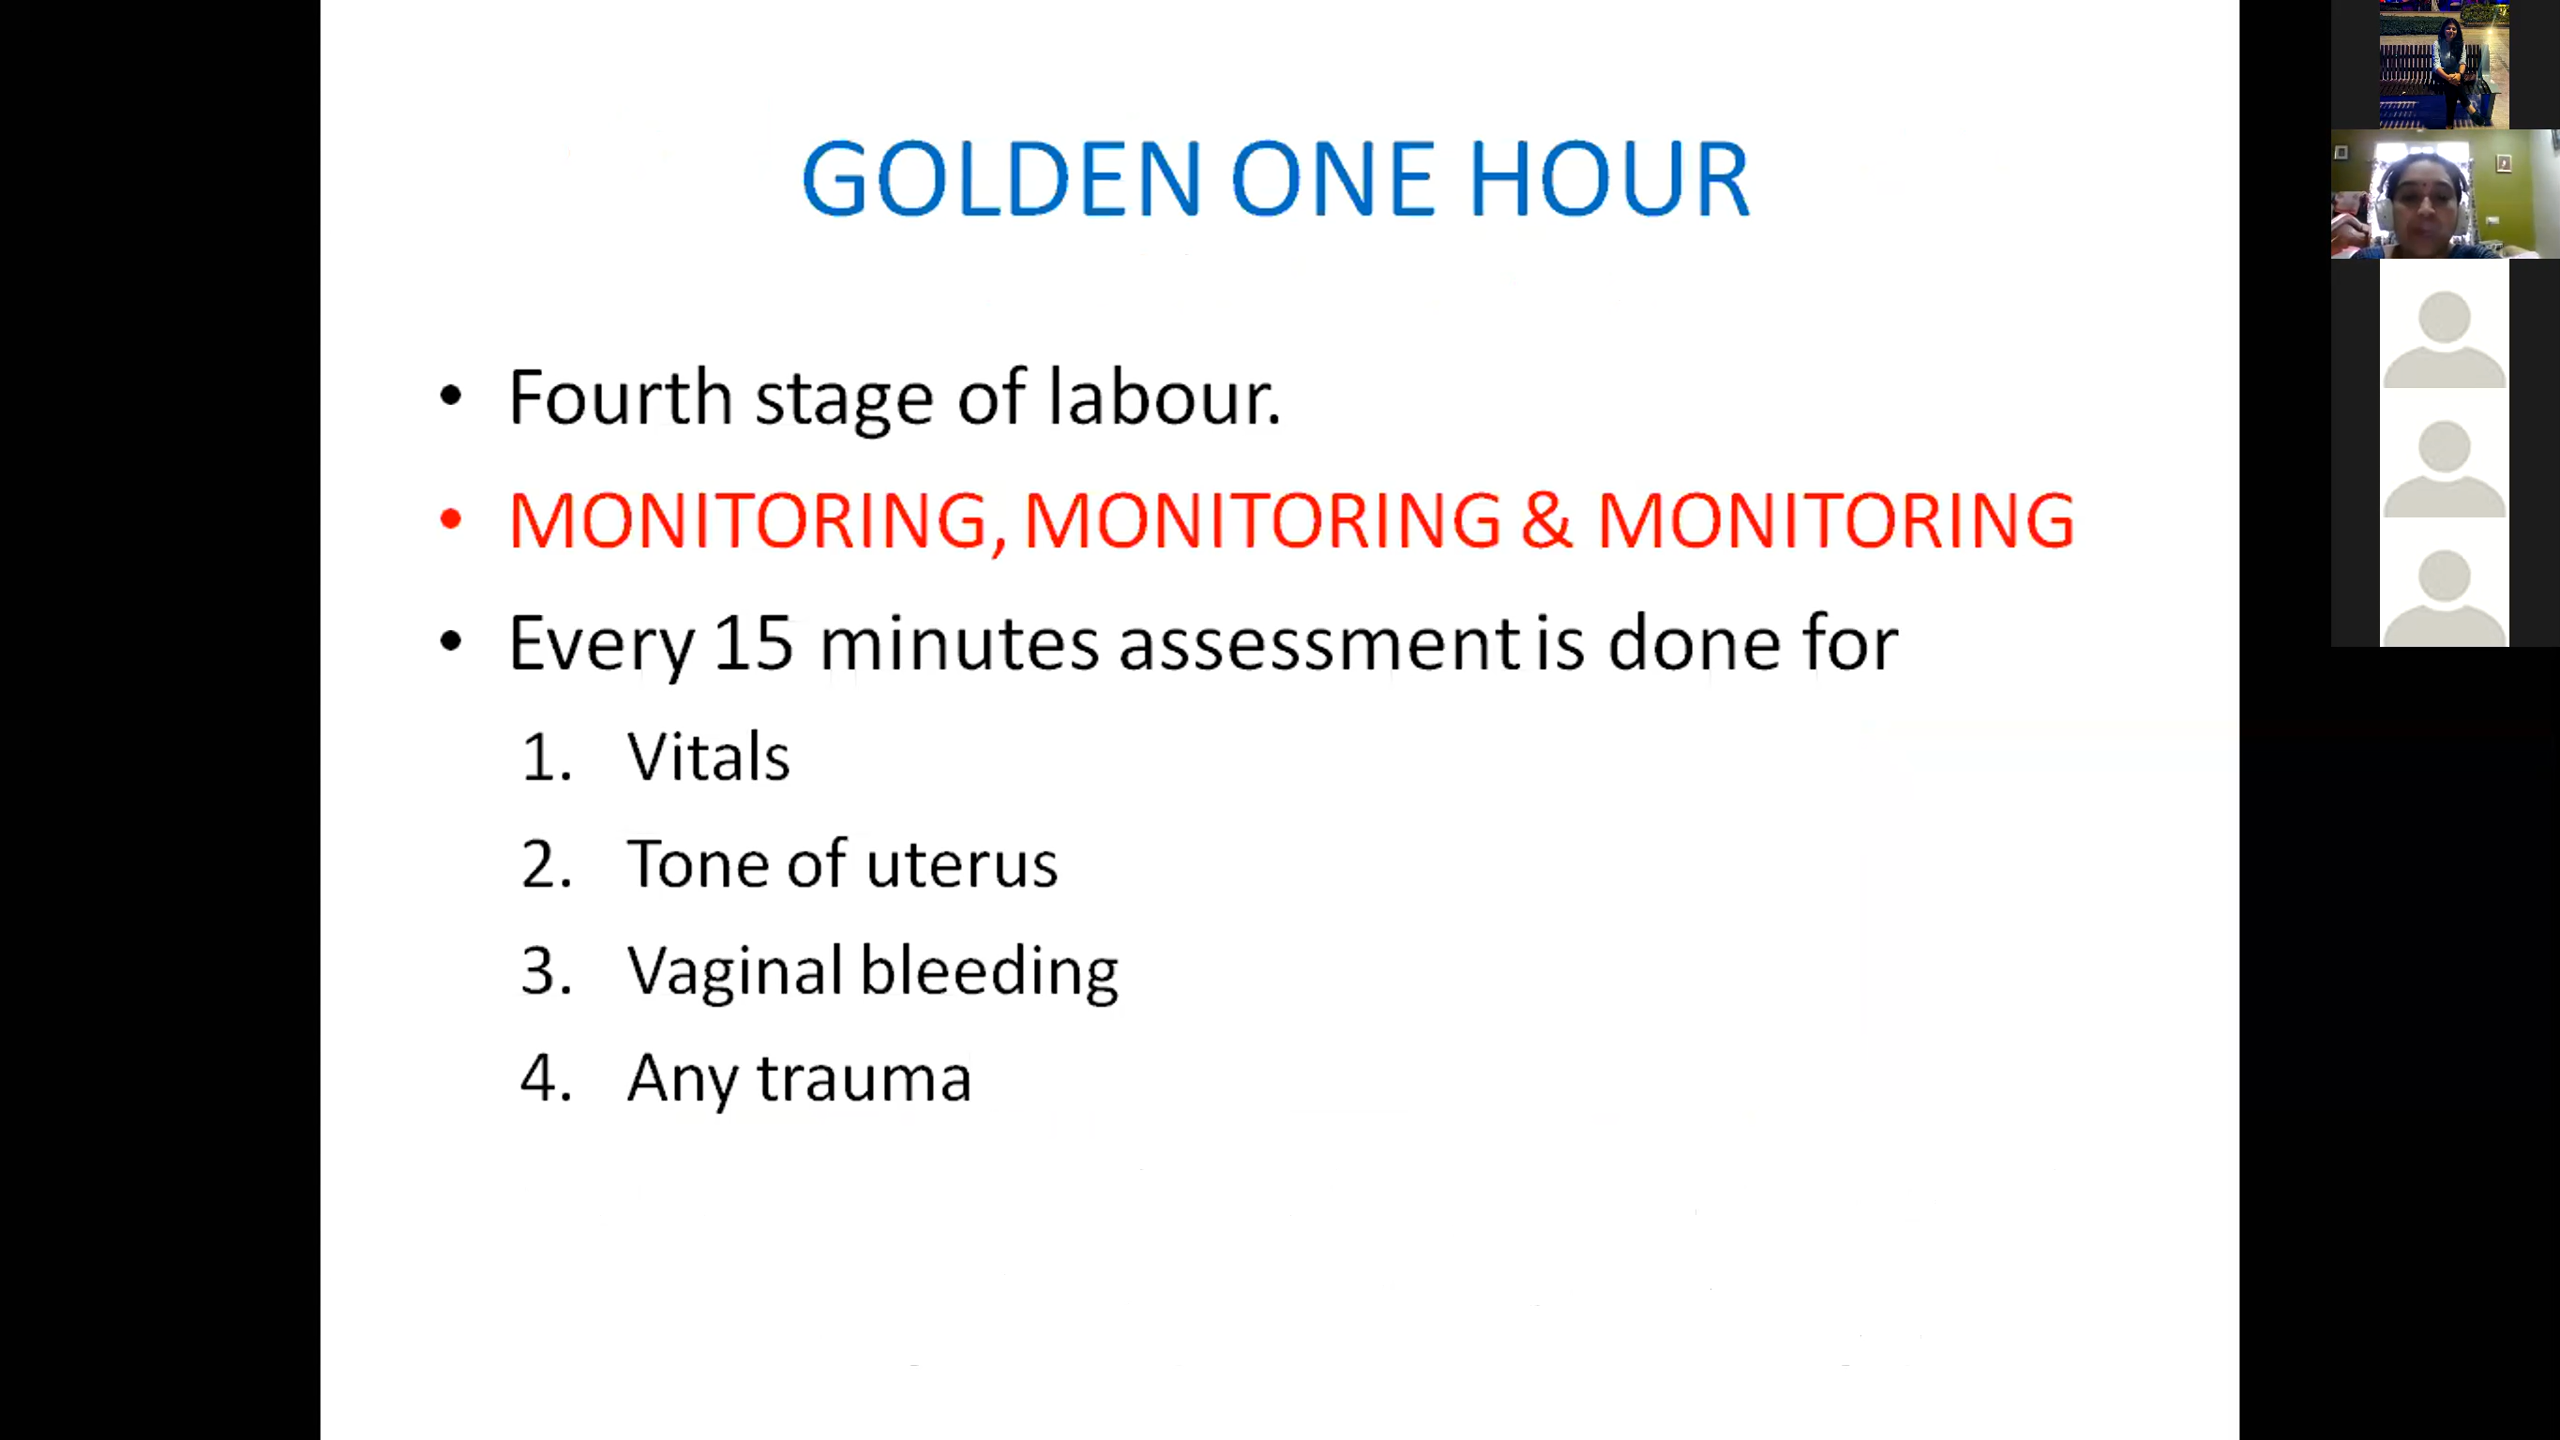 GOLDEN ONE HOUR
• Fourth stage of labour.
• MONITORING, MONITORING & MONITORING
• Every 15 minutes assessment is done for
1. Vitals
2. Tone of uterus
3. Vaginal bleeding
4. Any trauma